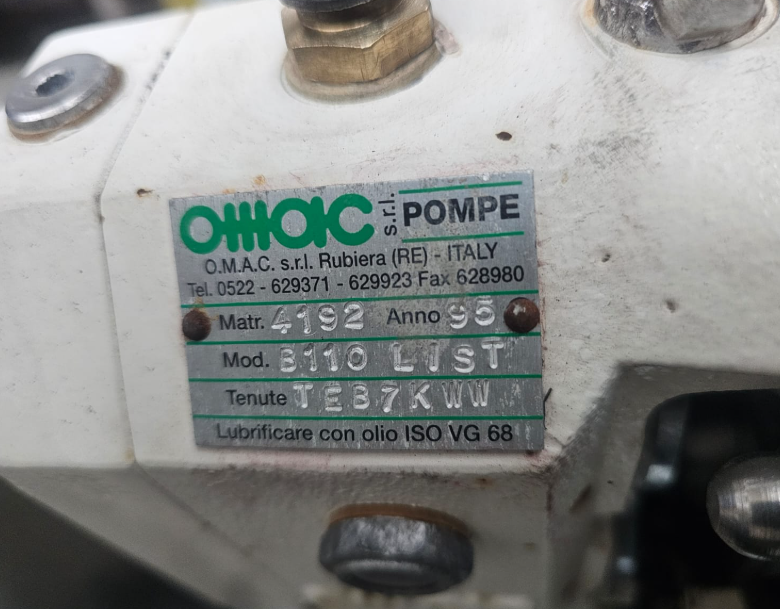 OMAC s.r.l. POMPE
O.M.A.C. s.r.l. Rubiera (RE) - ITALY
Tel. 0522 - 629371 - 629923 Fax 628980
Matr. 4192 Anno 95
Mod. B110 LIST
Tenute TEB7KWW
Lubrificare con olio ISO VG 68